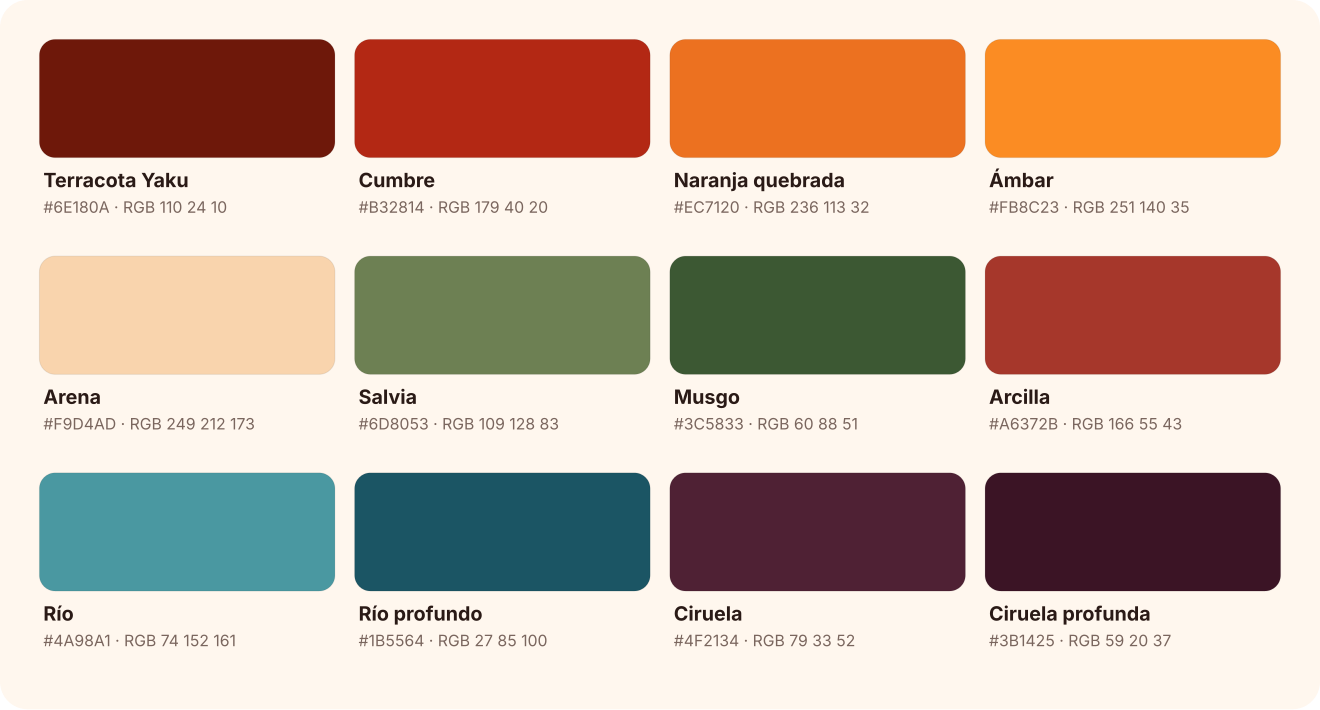 Terracota Yaku
#6E180A · RGB 110 24 10
Cumbre
#B32814 · RGB 179 40 20
Naranja quebrada
#EC7120 · RGB 236 113 32
Ámbar
#FB8C23 · RGB 251 140 35
Arena
#F9D4AD · RGB 249 212 173
Salvia
#6D8053 · RGB 109 128 83
Musgo
#3C5833 · RGB 60 88 51
Arcilla
#A6372B · RGB 166 55 43
Río
#4A98A1 · RGB 74 152 161
Río profundo
#1B5564 · RGB 27 85 100
Ciruela
#4F2134 · RGB 79 33 52
Ciruela profunda
#3B1425 · RGB 59 20 37